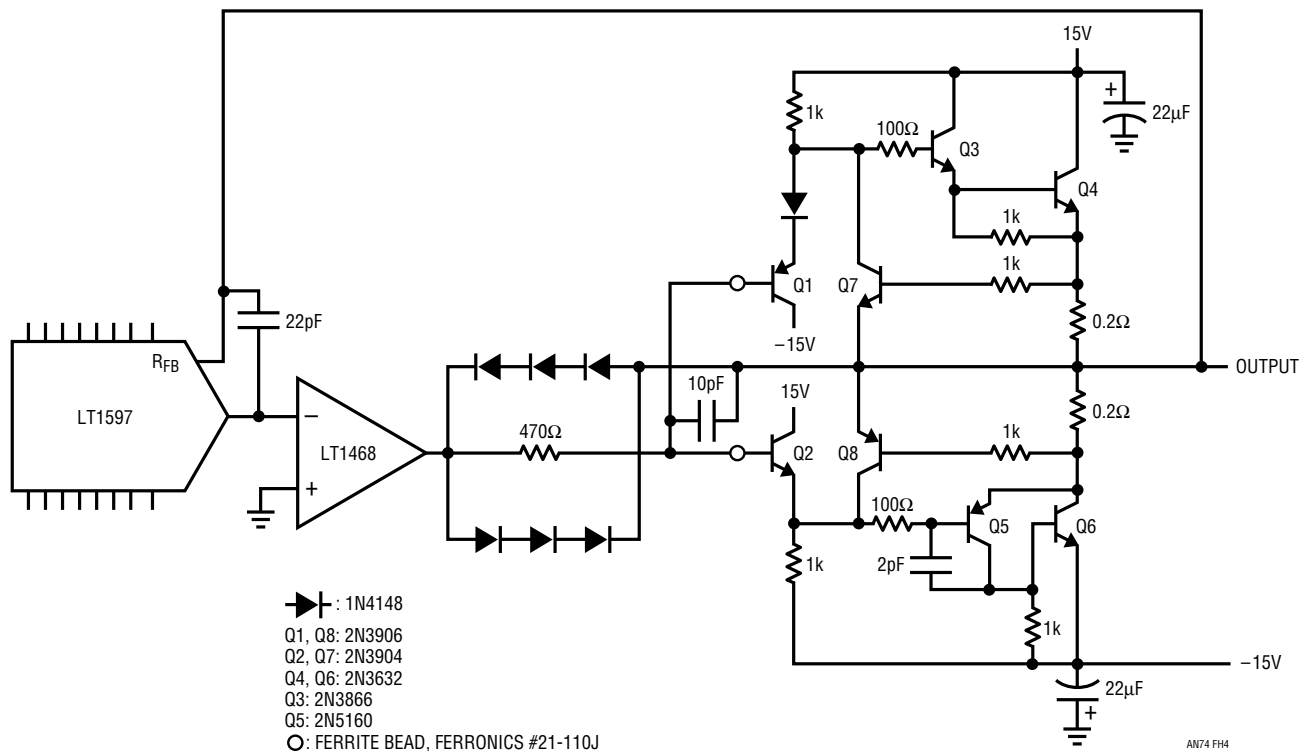 15V
1k
22µF
100Ω
Q3
Q4
1k
1k
Q1
Q7
22pF
0.2Ω
RFB
–15V
OUTPUT
10pF
15V
LT1597
–
0.2Ω
470Ω
LT1468
Q2
Q8
1k
+
100Ω
Q5
Q6
1k
2pF
1k
–15V
: 1N4148
Q1, Q8: 2N3906
Q2, Q7: 2N3904
Q4, Q6: 2N3632
Q3: 2N3866
Q5: 2N5160
: FERRITE BEAD, FERRONICS #21-110J
22µF
+
+
AN74 FH4